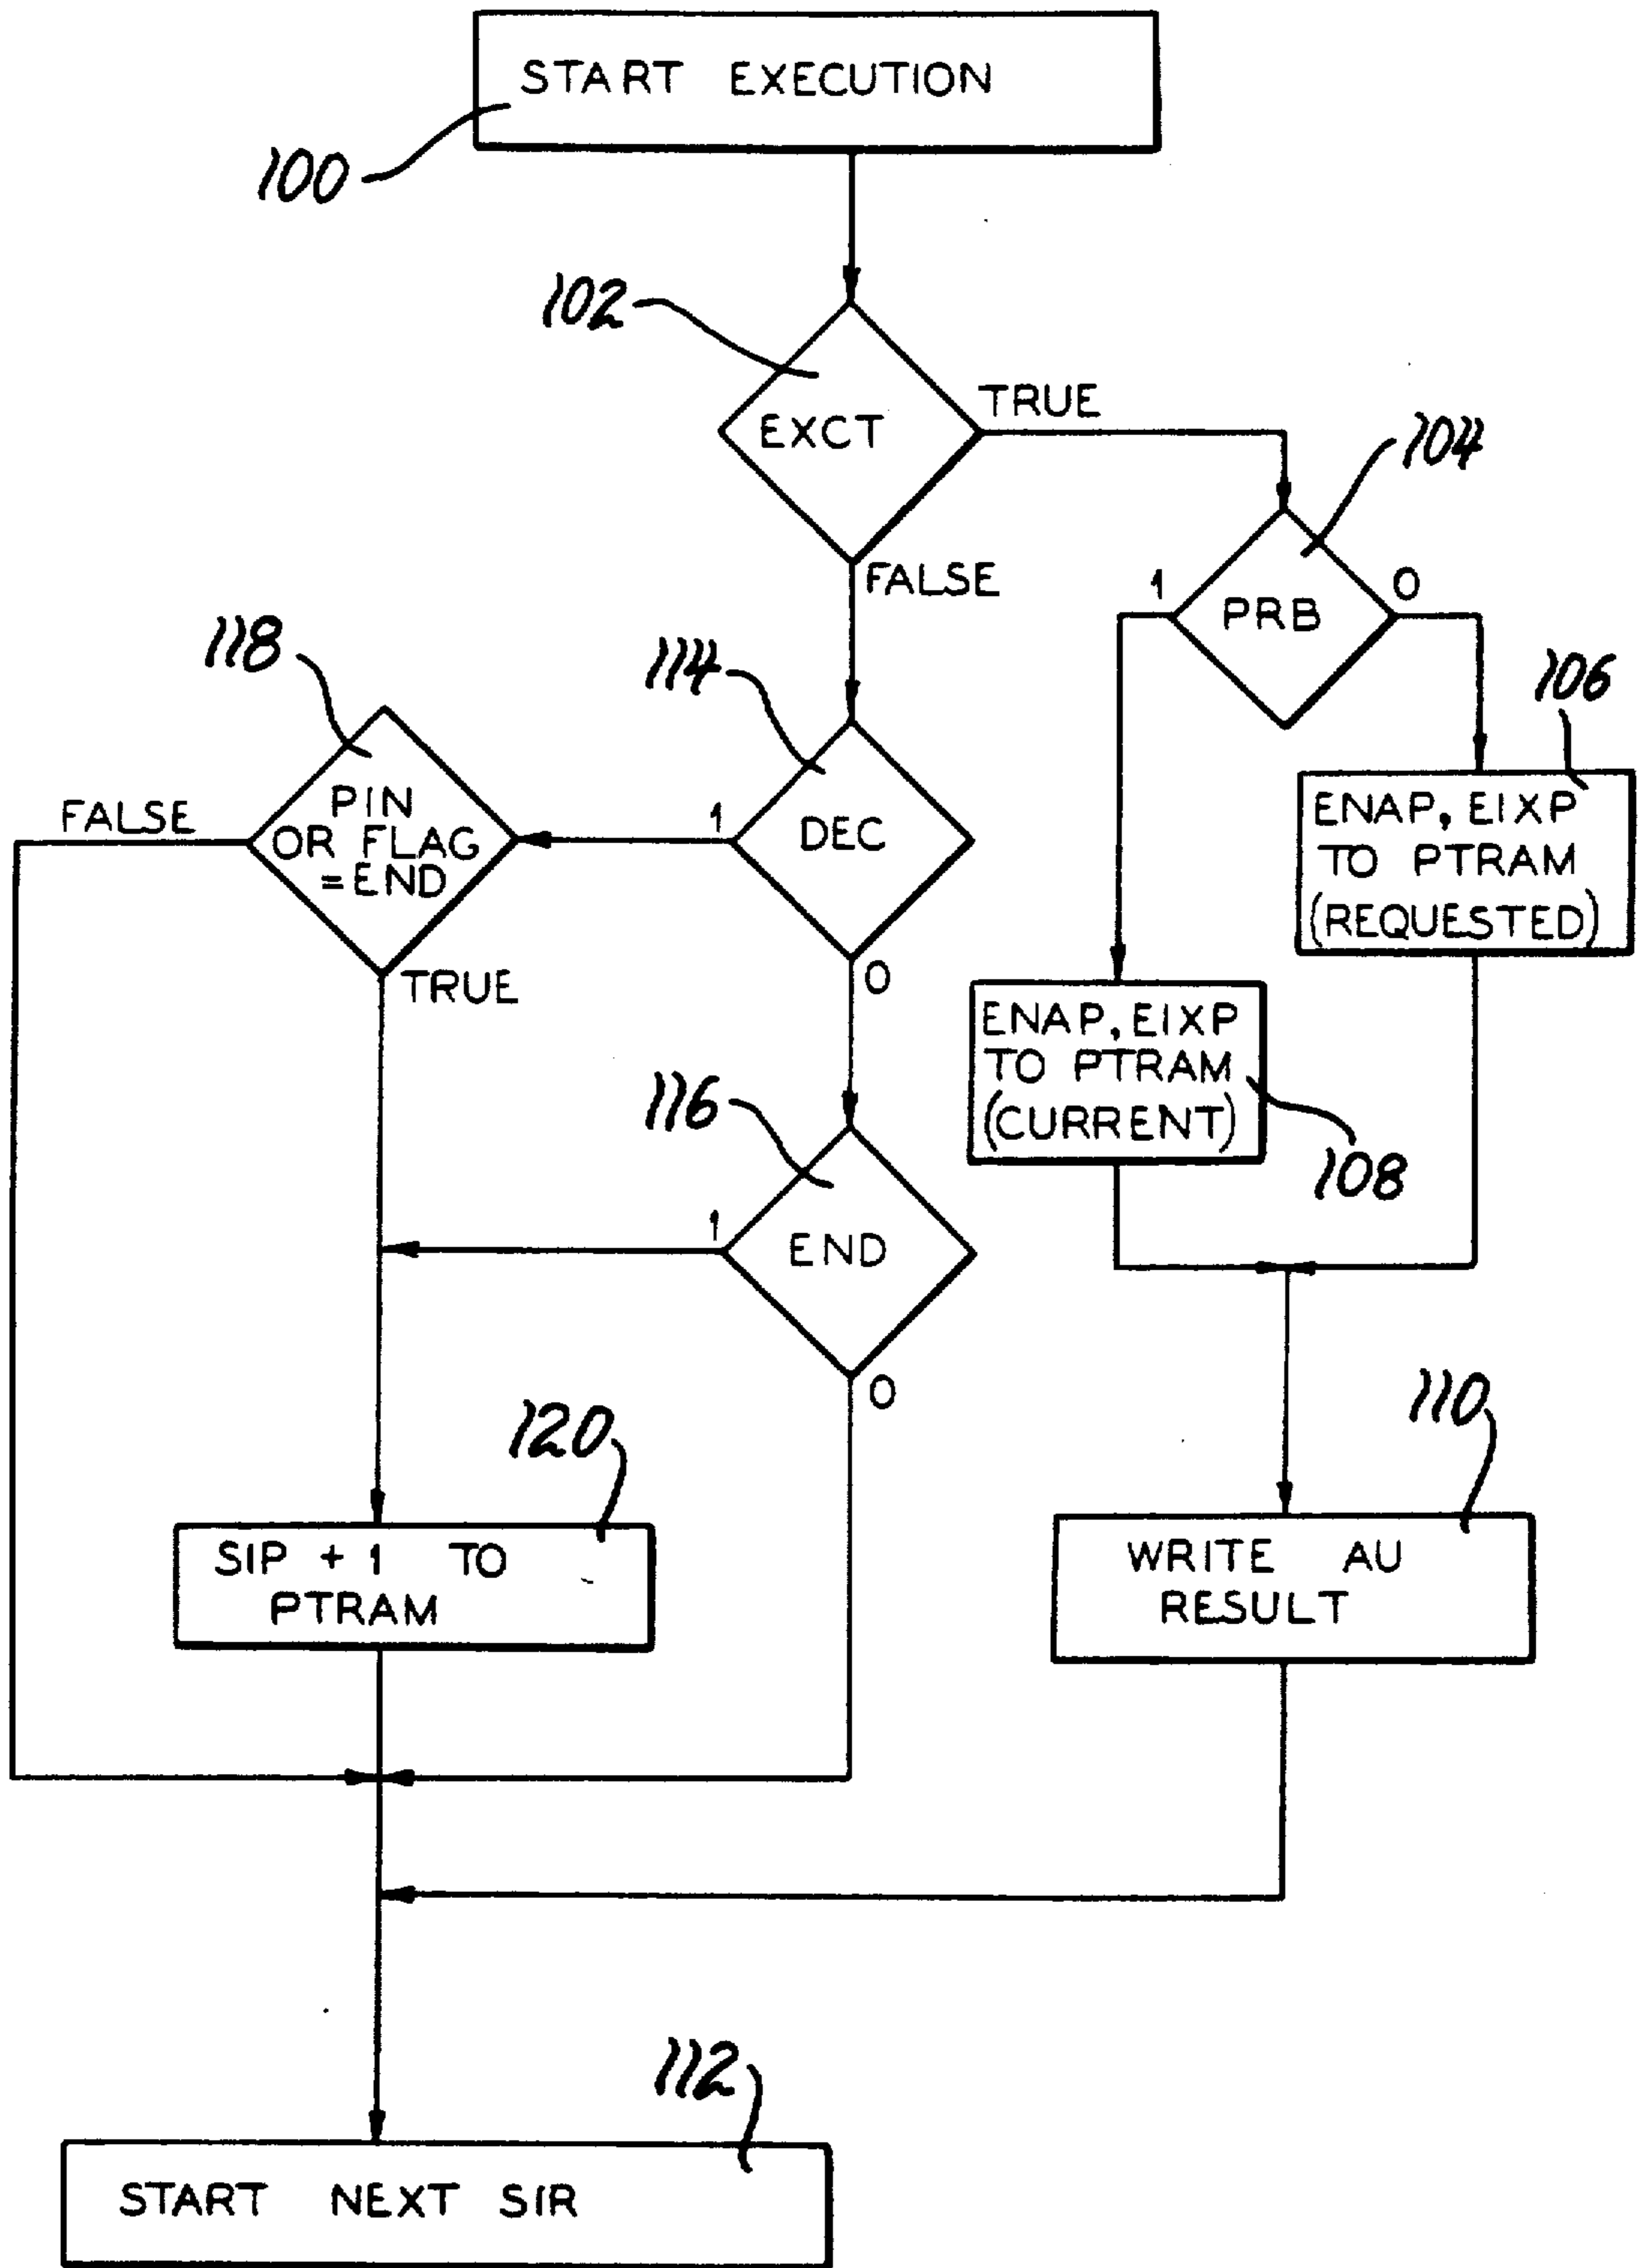 START EXECUTION
100
102
EXCT
TRUE
FALSE
104
1
PRB
0
106
ENAP, EIXP
TO PTRAM
(REQUESTED)
118
114
FALSE
PIN
OR FLAG
=END
TRUE
1
DEC
0
ENAP, EIXP
TO PTRAM
(CURRENT)
108
116
1
END
0
120
SIP + 1 TO
PTRAM
110
WRITE AU
RESULT
112
START NEXT SIR